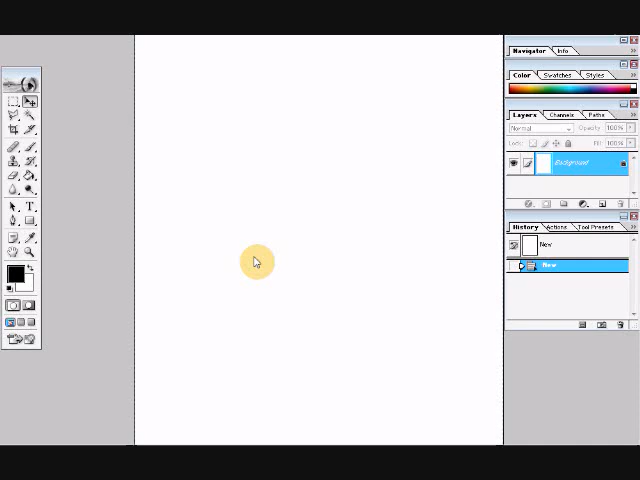 Navigator Info
Color Swatches Styles
Layers Channels Paths
Normal Opacity: 100%
Lock: Fill: 100%
Background
History Actions Tool Presets
New
New
T